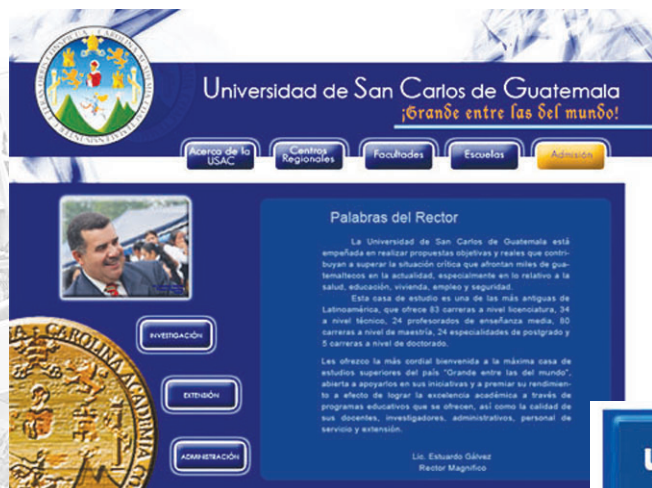 Universidad de San Carlos de Guatemala
¡Grande entre las del mundo!
Acerca de la
USAC
Centros
Regionales
Facultades
Escuelas
Admisión
Palabras del Rector
La Universidad de San Carlos de Guatemala está
empeñada en realizar propuestas objetivas y reales que contri-
buyan a superar la situación crítica que afrontan miles de gua-
temaltecos en la actualidad, especialmente en lo relativo a la
salud, educación, vivienda, empleo y seguridad.
Esta casa de estudio es una de las más antiguas de
Latinoamérica, que ofrece 83 carreras a nivel licenciatura, 34
a nivel técnico, 24 profesorados de enseñanza media, 80
carreras a nivel de maestría, 24 especialidades de postgrado y
5 carreras a nivel de doctorado.
Les ofrezco la más cordial bienvenida a la máxima casa de
estudios superiores del país "Grande entre las del mundo",
abierta a apoyarlos en sus iniciativas y a premiar su rendimien-
to a efecto de lograr la excelencia académica a través de
programas educativos que se ofrecen, así como la calidad de
sus docentes, investigadores, administrativos, personal de
servicio y extensión.
Lic. Estuardo Gálvez
Rector Magnífico
INVESTIGACIÓN
EXTENSIÓN
ADMINISTRACIÓN
CAROLINA ACADEMIA